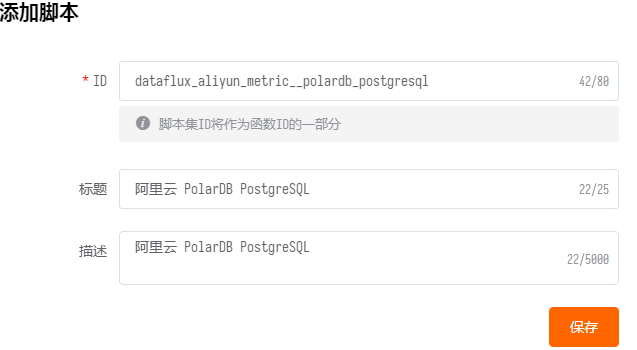 添加脚本
* ID
dataflux_aliyun_metric__polardb_postgresql
42/80
脚本集ID将作为函数ID的一部分
标题
阿里云 PolarDB PostgreSQL
22/25
描述
阿里云 PolarDB PostgreSQL
22/5000
保存